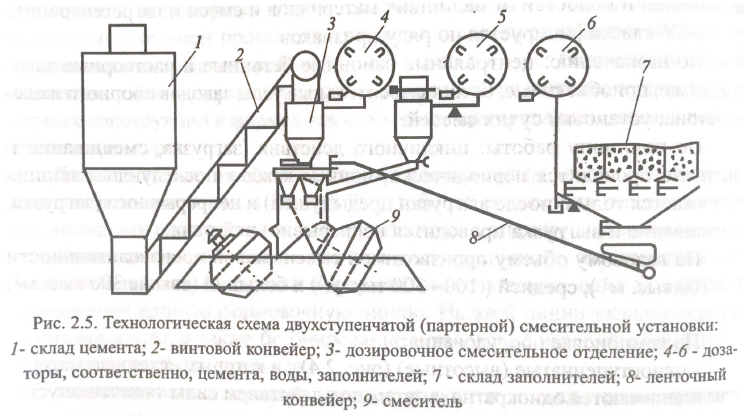 1
2
3
4
5
6
7
8
9
Рис. 2.5. Технологическая схема двухступенчатой (партерной) смесительной установки:
1- склад цемента; 2- винтовой конвейер; 3- дозировочное смесительное отделение; 4-6 - доза-
торы, соответственно, цемента, воды, заполнителей; 7 - склад заполнителей; 8- ленточный
конвейер; 9- смеситель